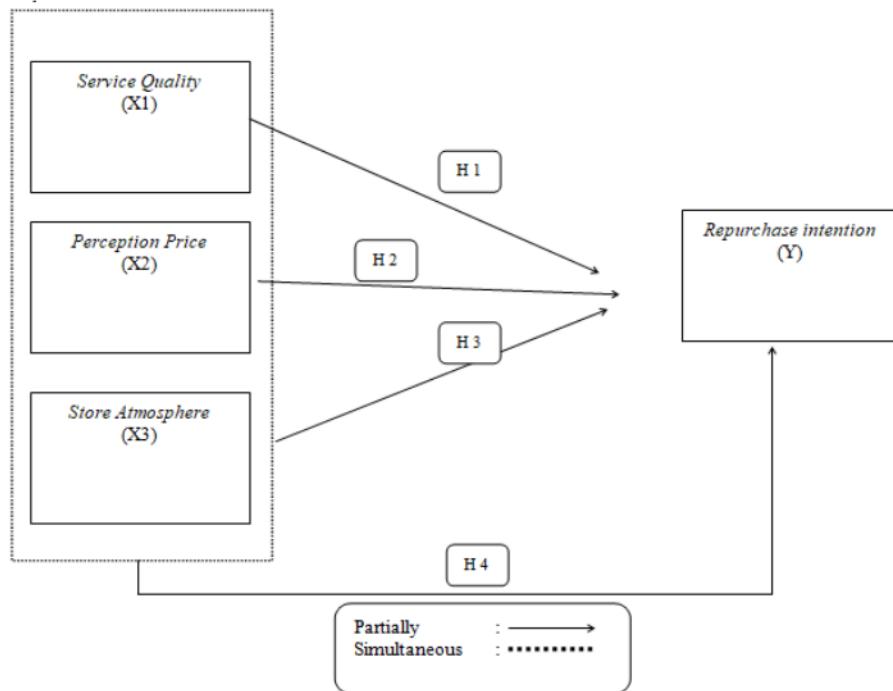 Service Quality
(X1)
H 1
Perception Price
(X2)
H 2
Repurchase intention
(Y)
H 3
Store Atmosphere
(X3)
H 4
Partially :
Simultaneous :